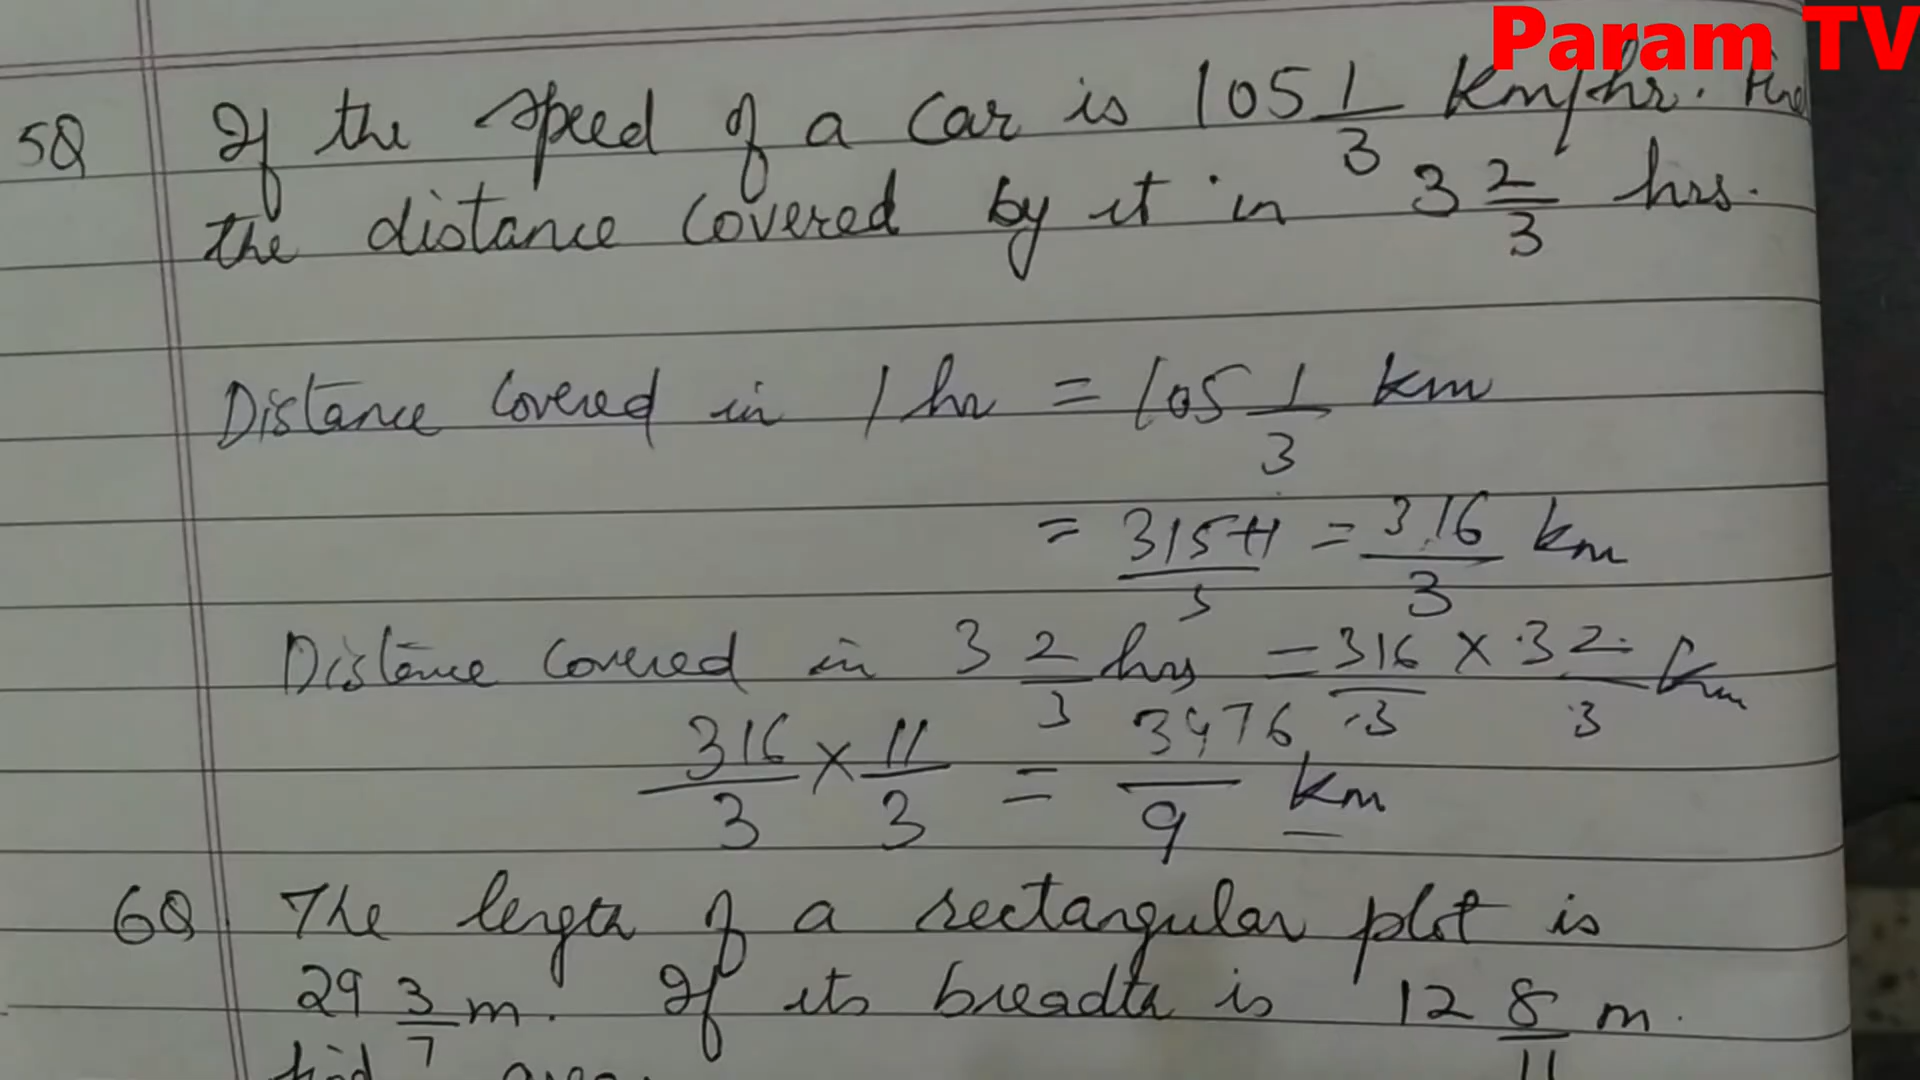 Param TV
5Q If the speed of a car is 105 1/3 km/hr. Find
the distance covered by it in 3 2/3 hrs.
Distance covered in 1 hr = 105 1/3 km
= 315+1/3 = 316/3 km
Distance covered in 3 2/3 hrs = 316/3 × 3 2/3 km
316/3 × 11/3 = 3476/9 km
6Q The length of a rectangular plot is
29 3/7 m. If its breadth is 12 8/11 m.
find area.